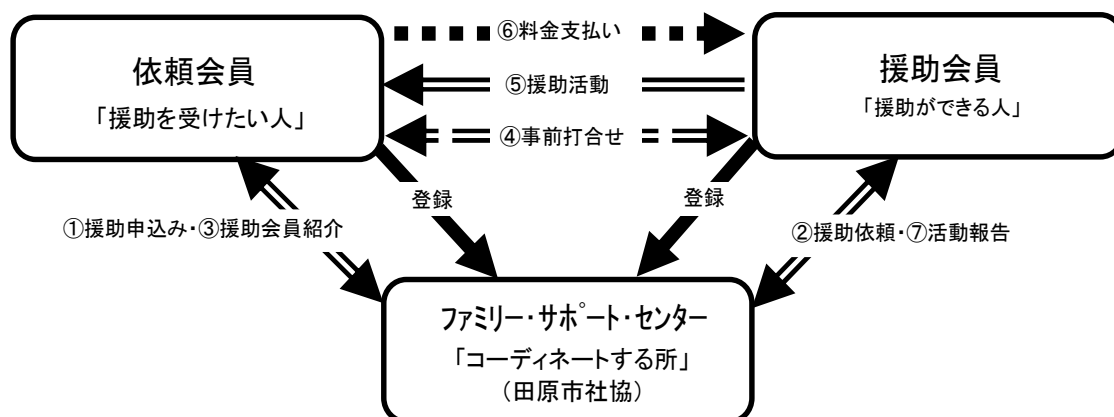 ⑥料金支払い
依頼会員
「援助を受けたい人」
援助会員
「援助ができる人」
⑤援助活動
④事前打合せ
登録
登録
①援助申込み・③援助会員紹介
②援助依頼・⑦活動報告
ファミリー・サポート・センター
「コーディネートする所」
（田原市社協）